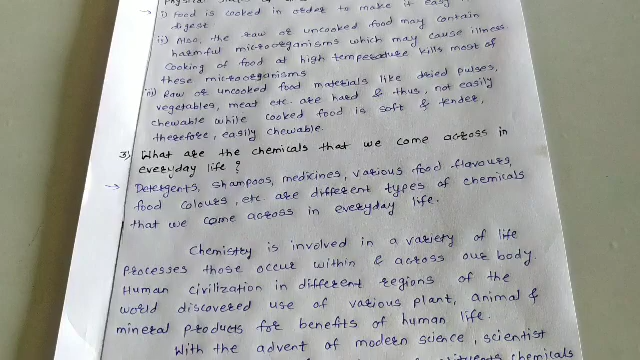 → i) Food is cooked in order to make it easy
digest
ii) Also, the raw or uncooked food may contain
harmful microorganisms which may cause illness.
Cooking of food at high temperature kills most of
these microorganisms
iii) Raw or uncooked food materials like dried pulses,
vegetables, meat etc. are hard & thus, not easily
chewable while cooked food is soft & tender,
therefore, easily chewable.
3) What are the chemicals that we come across in
everyday life?
→ Detergents, shampoos, medicines, various food flavours,
food colours, etc. are different types of chemicals
that we come across in everyday life.
Chemistry is involved in a variety of life
processes those occur within & across our body.
Human civilization in different regions of the
world discovered use of various plant, animal &
mineral products for benefits of human life.
With the advent of modern science, scientist
chemicals